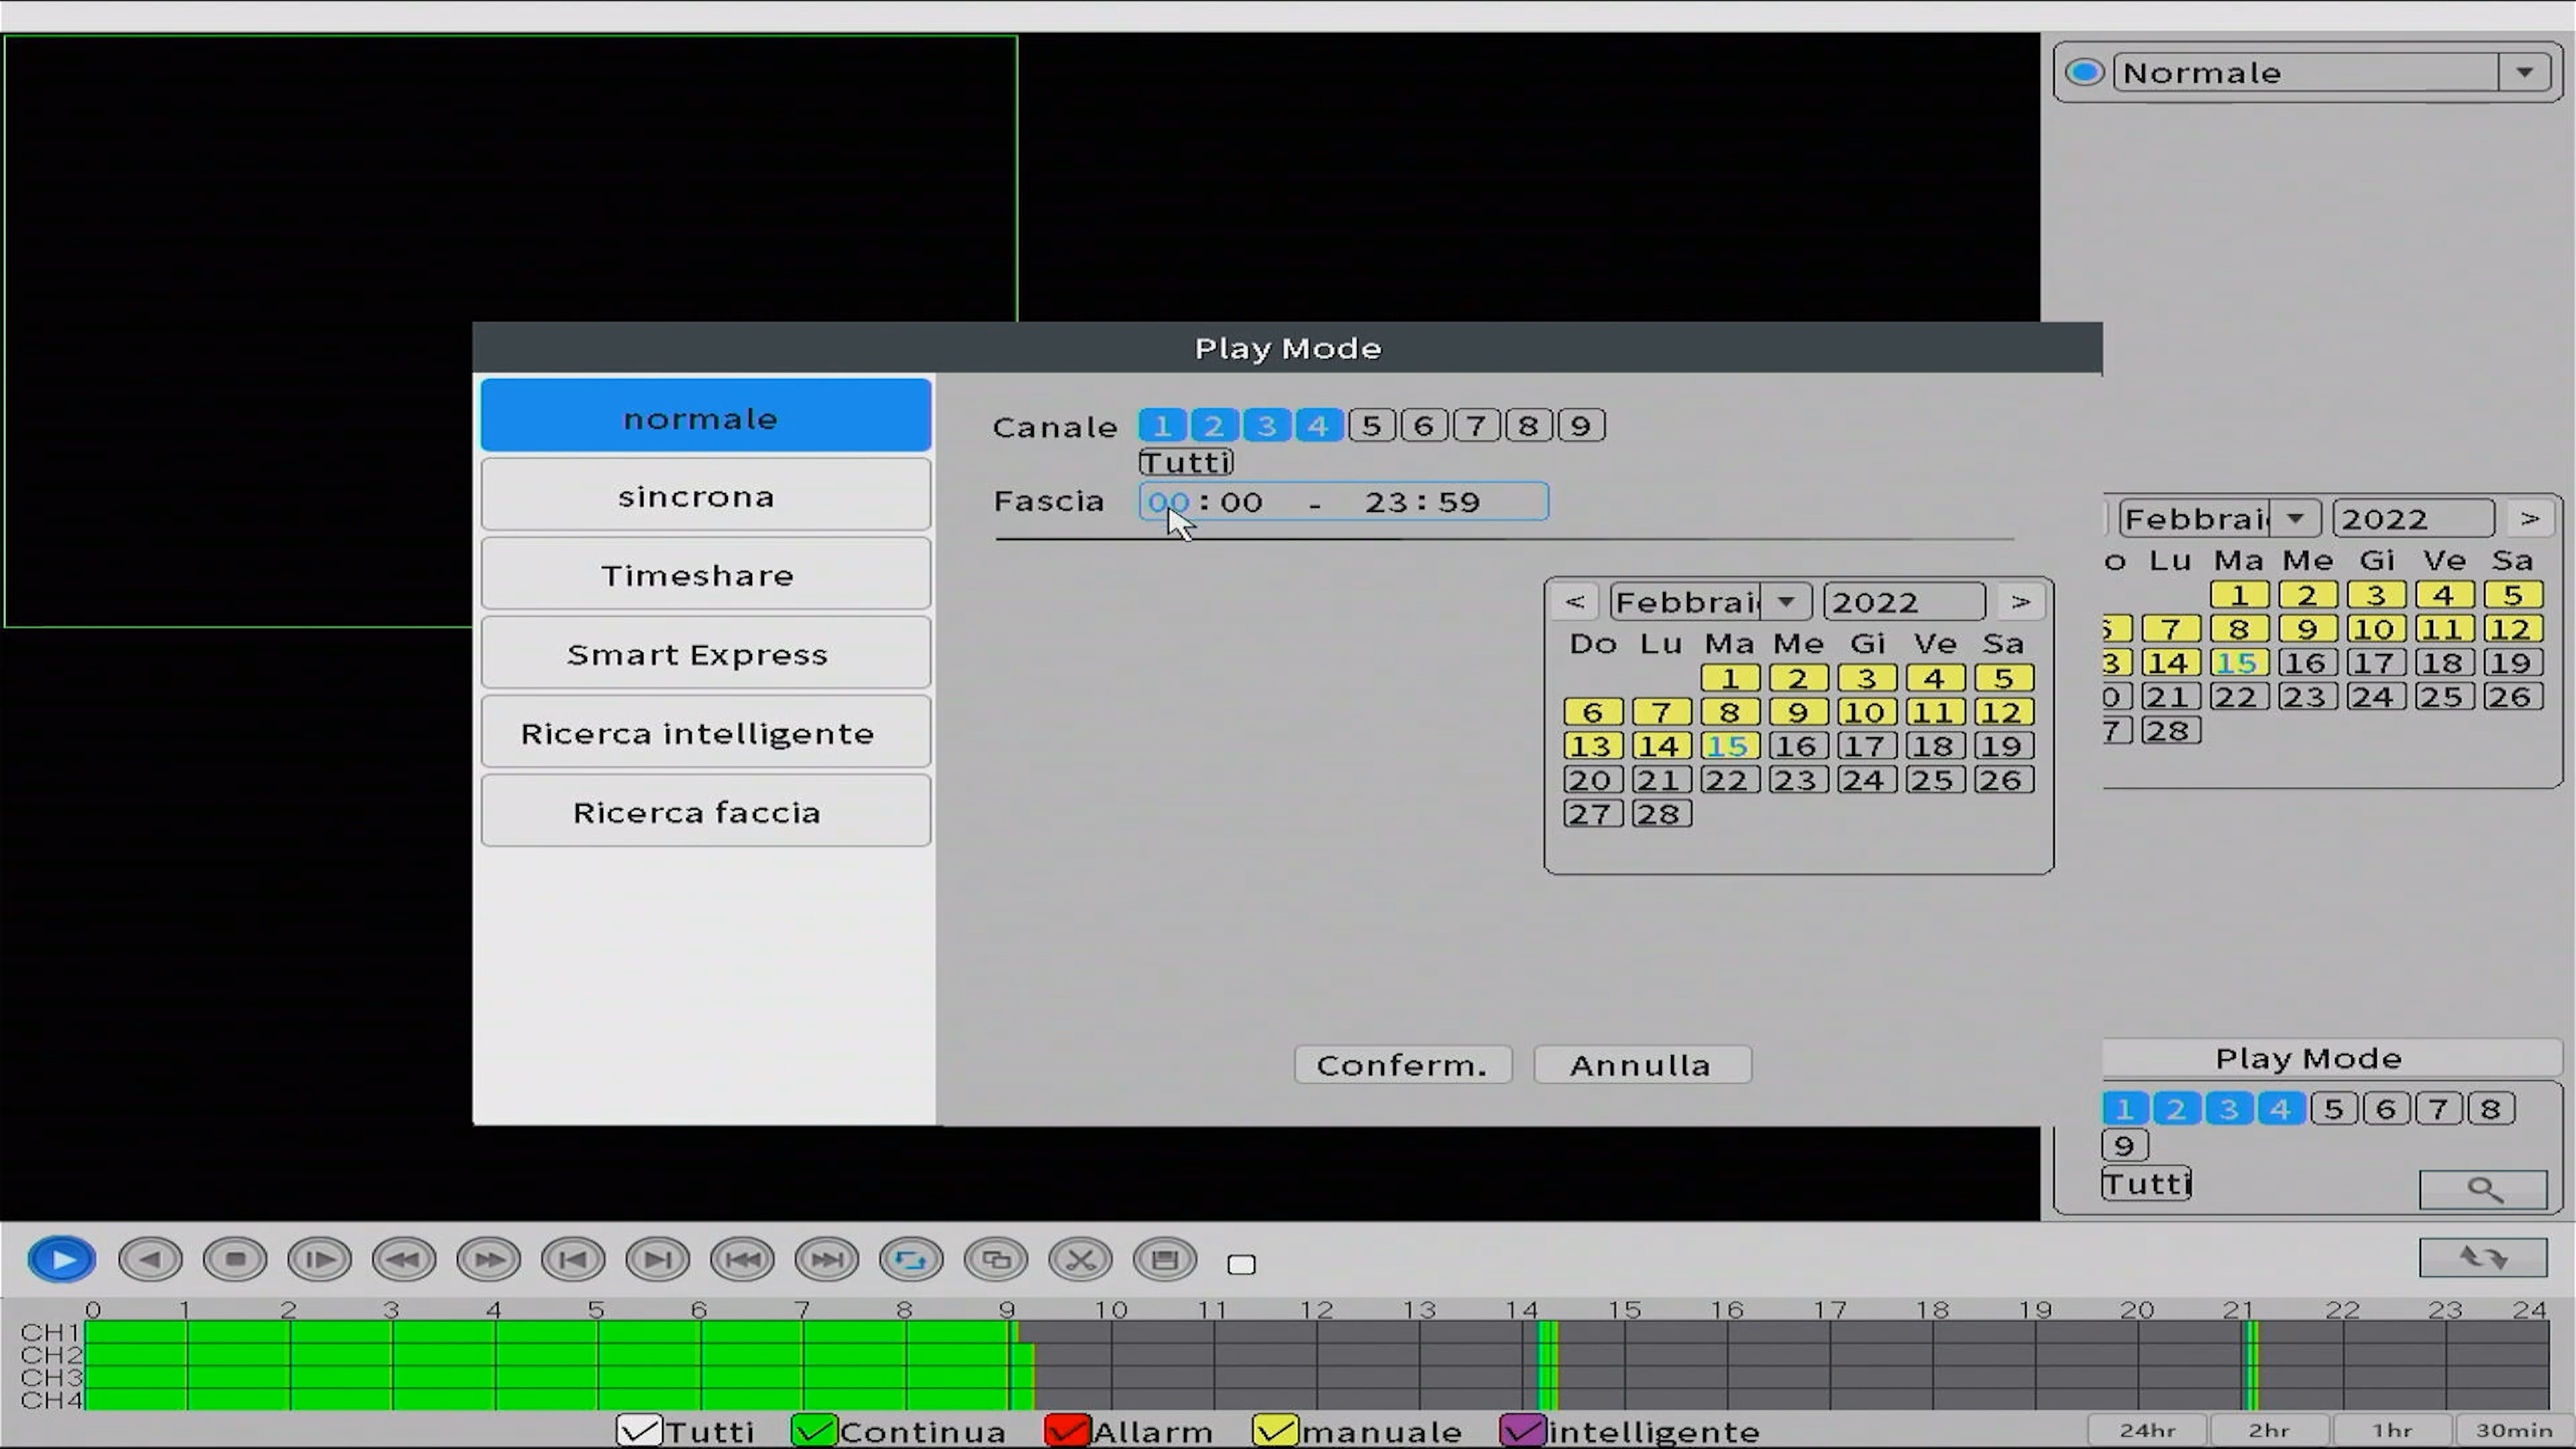 Normale
Play Mode
normale
sincrona
Timeshare
Smart Express
Ricerca intelligente
Ricerca faccia
Canale 1 2 3 4 5 6 7 8 9
Tutti
Fascia 00:00 - 23:59
< Febbrai 2022 >
Do Lu Ma Me Gi Ve Sa
1 2 3 4 5
6 7 8 9 10 11 12
13 14 15 16 17 18 19
20 21 22 23 24 25 26
27 28
Conferm. Annulla
Febbrai 2022 >
o Lu Ma Me Gi Ve Sa
1 2 3 4 5
7 8 9 10 11 12
3 14 15 16 17 18 19
0 21 22 23 24 25 26
7 28
Play Mode
1 2 3 4 5 6 7 8
9
Tutti
0 1 2 3 4 5 6 7 8 9 10 11 12 13 14 15 16 17 18 19 20 21 22 23 24
CH1
CH2
CH3
CH4
Tutti Continua Allarm manuale intelligente 24hr 2hr 1hr 30min